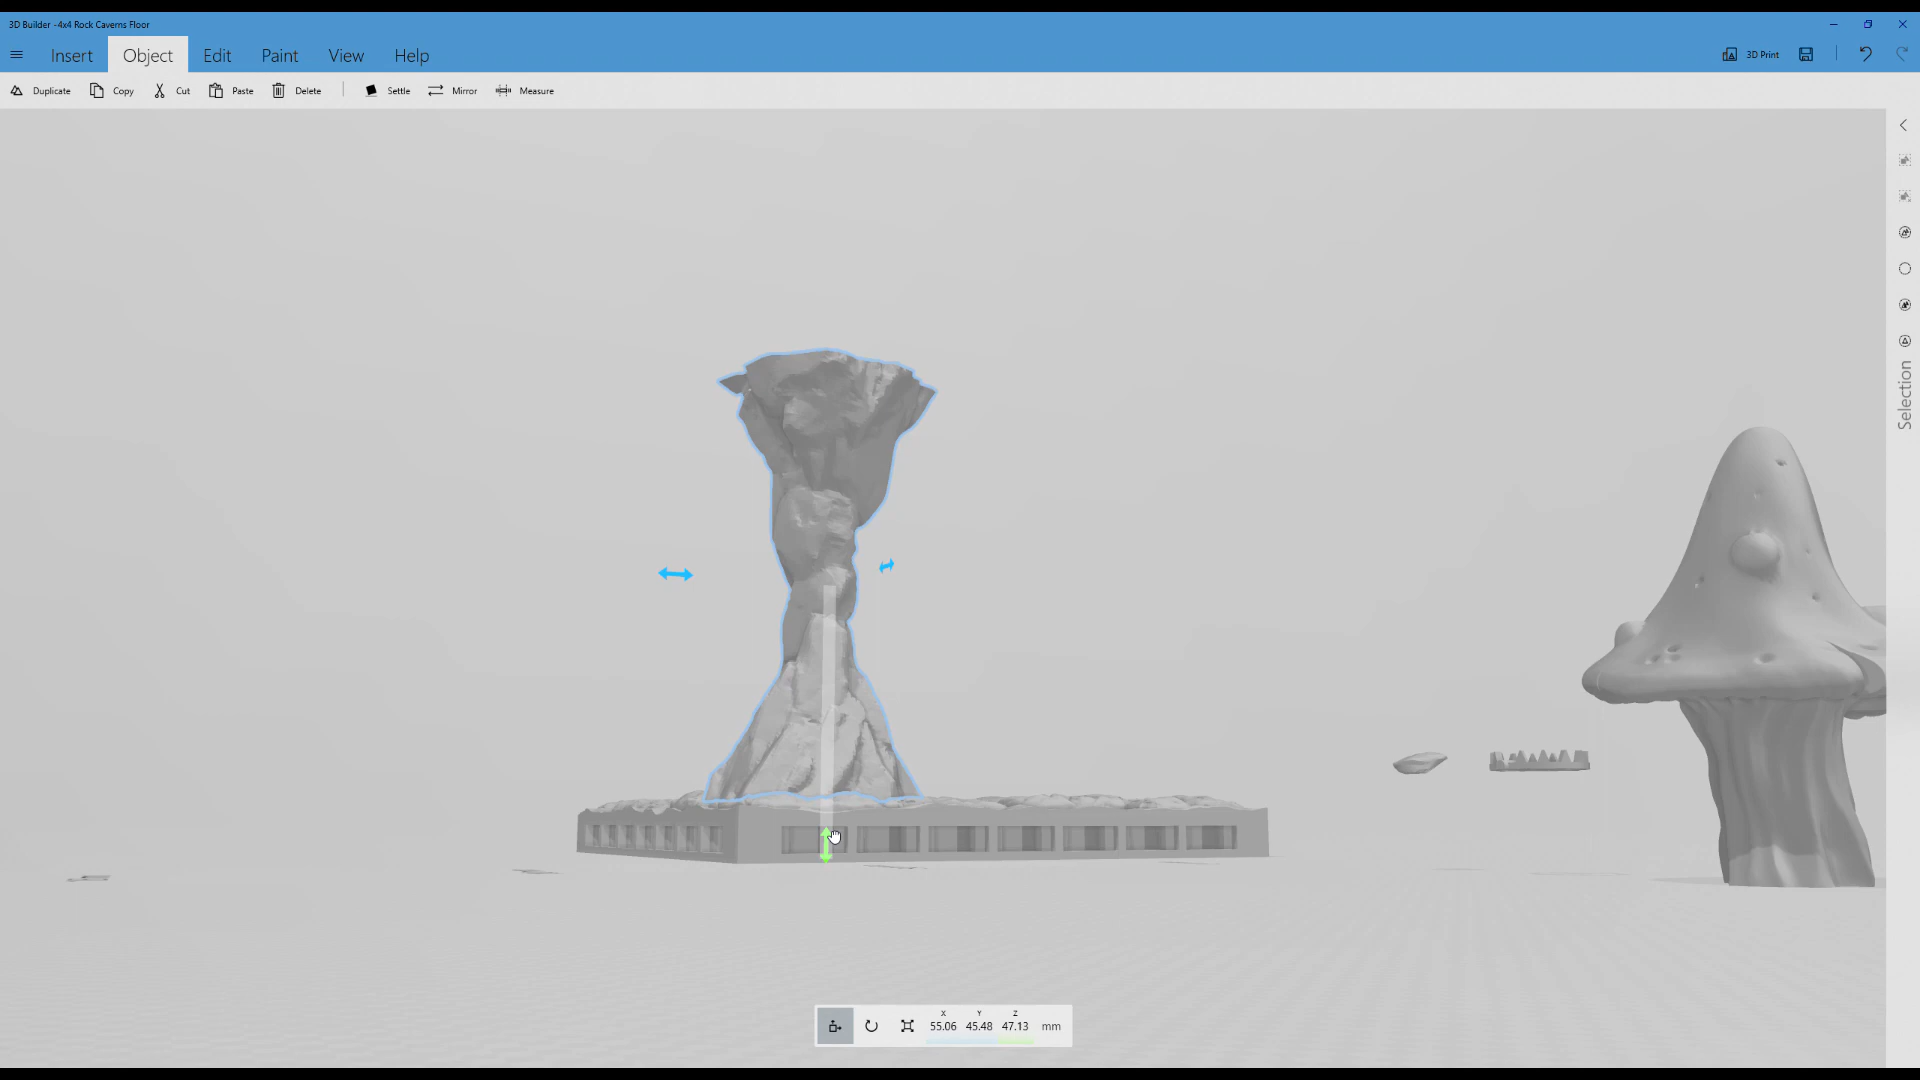 3D Builder - 4x4 Rock Caverns Floor
Insert Object Edit Paint View Help
3D Print
Duplicate Copy Cut Paste Delete Settle Mirror Measure
Selection
X Y Z
55.06 45.48 47.13 mm